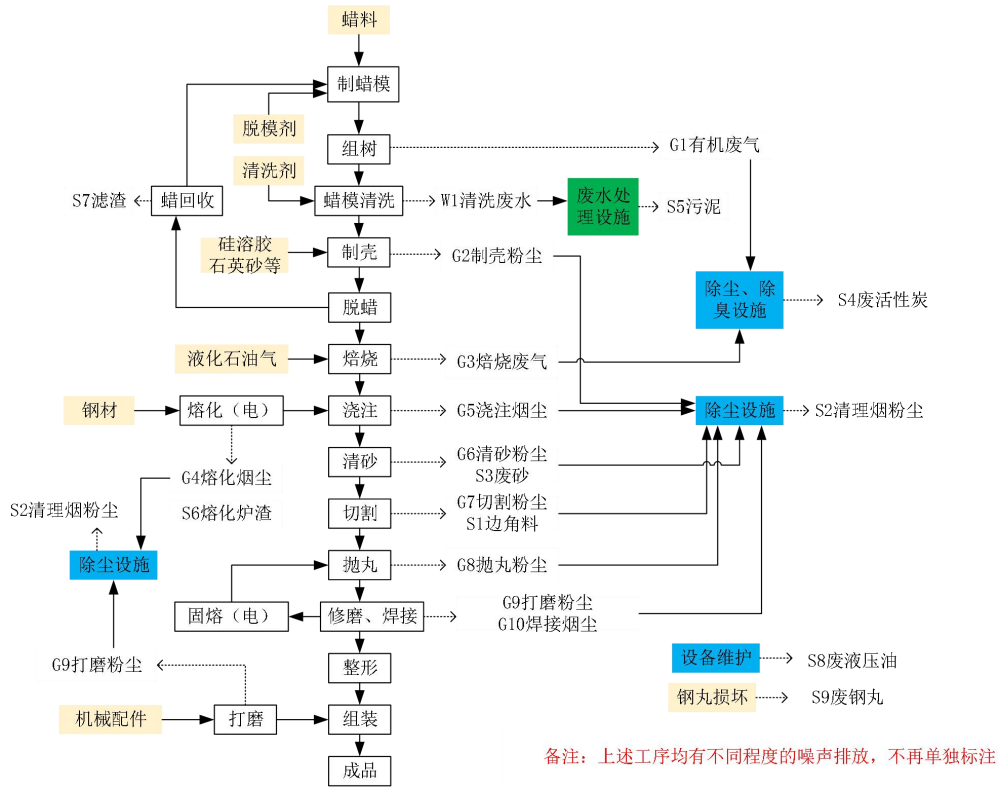 蜡料
制蜡模
脱模剂
组树
G1有机废气
清洗剂
S7滤渣
蜡回收
蜡模清洗
W1清洗废水
废水处
理设施
S5污泥
硅溶胶
石英砂等
制壳
G2制壳粉尘
除尘、除
臭设施
S4废活性炭
脱蜡
液化石油气
焙烧
G3焙烧废气
钢材
熔化（电）
浇注
G5浇注烟尘
除尘设施
S2清理烟粉尘
清砂
G6清砂粉尘
S3废砂
G4熔化烟尘
S6熔化炉渣
S2清理烟粉尘
切割
G7切割粉尘
S1边角料
除尘设施
抛丸
G8抛丸粉尘
固熔（电）
修磨、焊接
G9打磨粉尘
G10焊接烟尘
G9打磨粉尘
整形
设备维护
S8废液压油
钢丸损坏
S9废钢丸
机械配件
打磨
组装
成品
备注：上述工序均有不同程度的噪声排放，不再单独标注